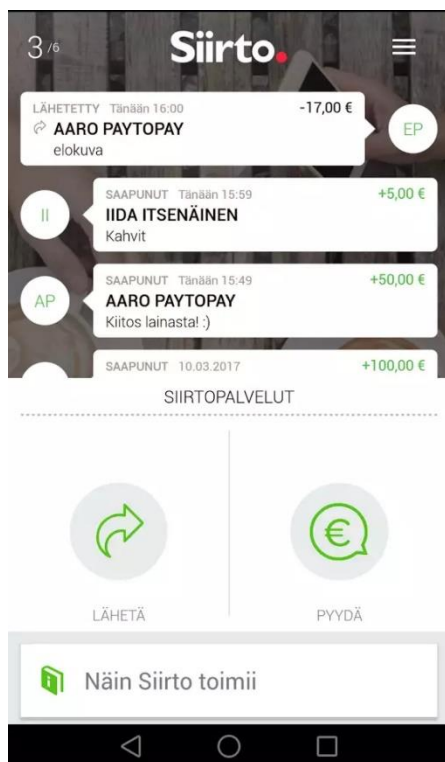 3/6
Siirto.
LÄHETETTY Tänään 16:00 -17,00 €
AARO PAYTOPAY
elokuva
EP
SAAPUNUT Tänään 15:59 +5,00 €
II
IIDA ITSENÄINEN
Kahvit
SAAPUNUT Tänään 15:49 +50,00 €
AP
AARO PAYTOPAY
Kiitos lainasta! :)
SAAPUNUT 10.03.2017 +100,00 €
SIIRTOPALVELUT
€
LÄHETÄ PYYDÄ
Näin Siirto toimii